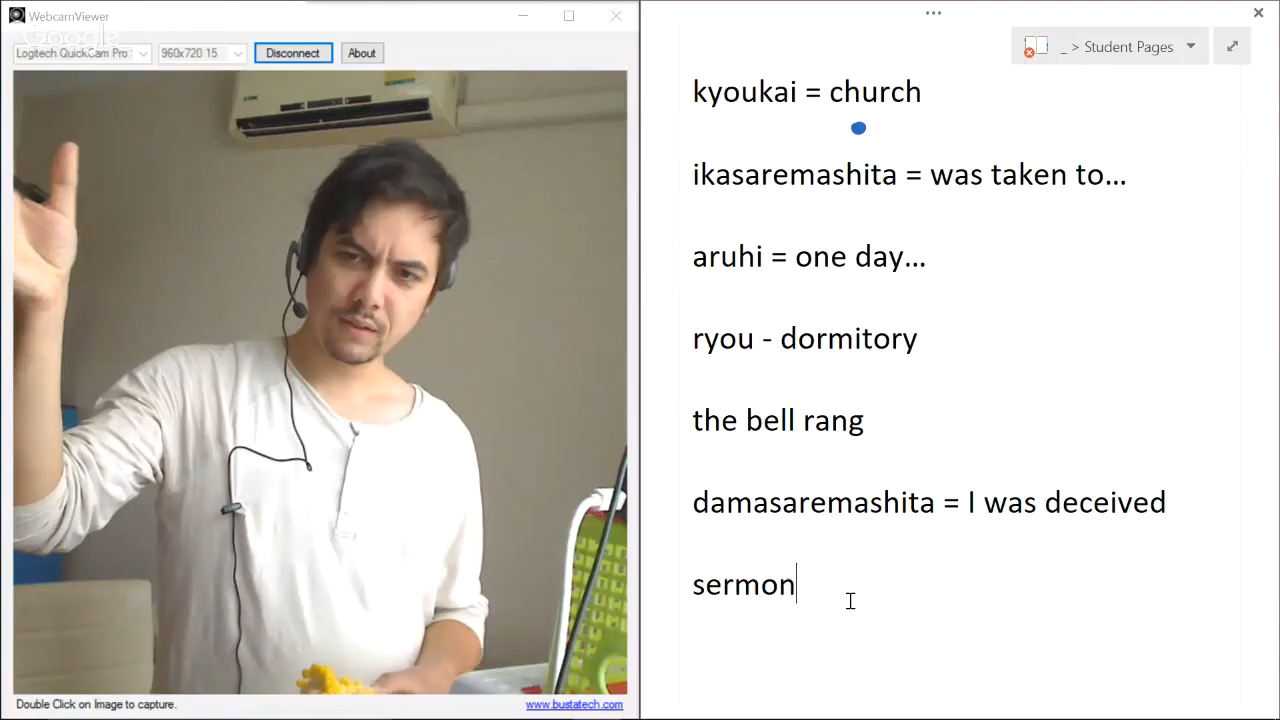 WebcamViewer
Google
Logitech QuickCam Pro
960x720 15
Disconnect
About
Double Click on Image to capture.
www.bustatech.com
...
_ > Student Pages
kyoukai = church
ikasaremashita = was taken to...
aruhi = one day...
ryou - dormitory
the bell rang
damasaremashita = I was deceived
sermon